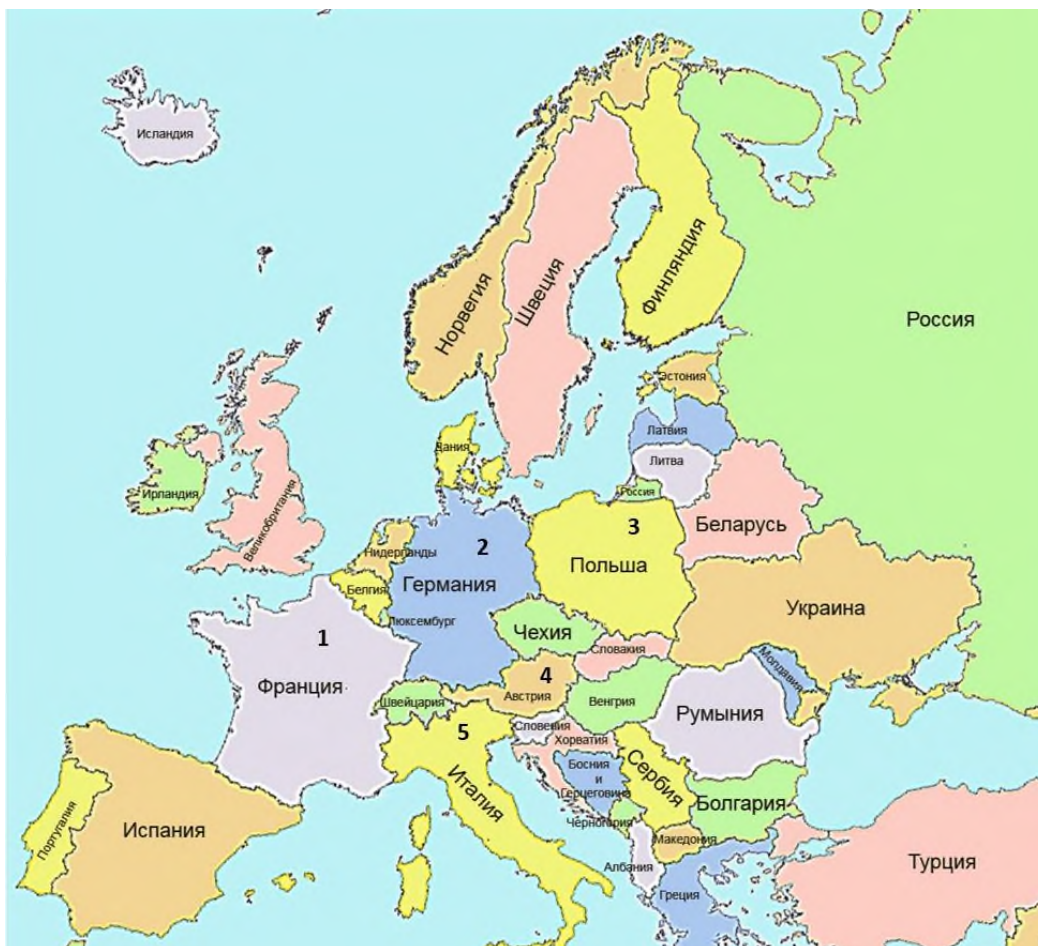 Исландия
Норвегия
Швеция
Финляндия
Россия
Эстония
Латвия
Литва
Россия
Дания
Ирландия
Великобритания
Беларусь
3
Польша
2
Нидерланды
Германия
Белгия
Украина
Люксембург
Чехия
Словакия
1
Франция
4
Австрия
Швейцария
Венгрия
Молдавия
Румыния
5
Италия
Словения
Хорватия
Босния
и
Герцеговина
Сербия
Болгария
Черногория
Македония
Албания
Греция
Турция
Португалия
Испания